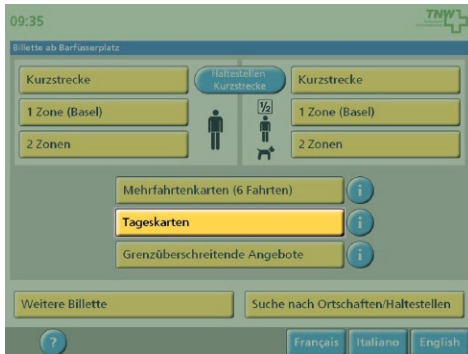 09:35
TNW
Billette ab Barfüsserplatz
Kurzstrecke
Haltestellen
Kurzstrecke
Kurzstrecke
1 Zone (Basel)
1/2
1 Zone (Basel)
2 Zonen
2 Zonen
Mehrfahrtenkarten (6 Fahrten)
i
Tageskarten
i
Grenzüberschreitende Angebote
i
Weitere Billette
Suche nach Ortschaften/Haltestellen
?
Français
Italiano
English